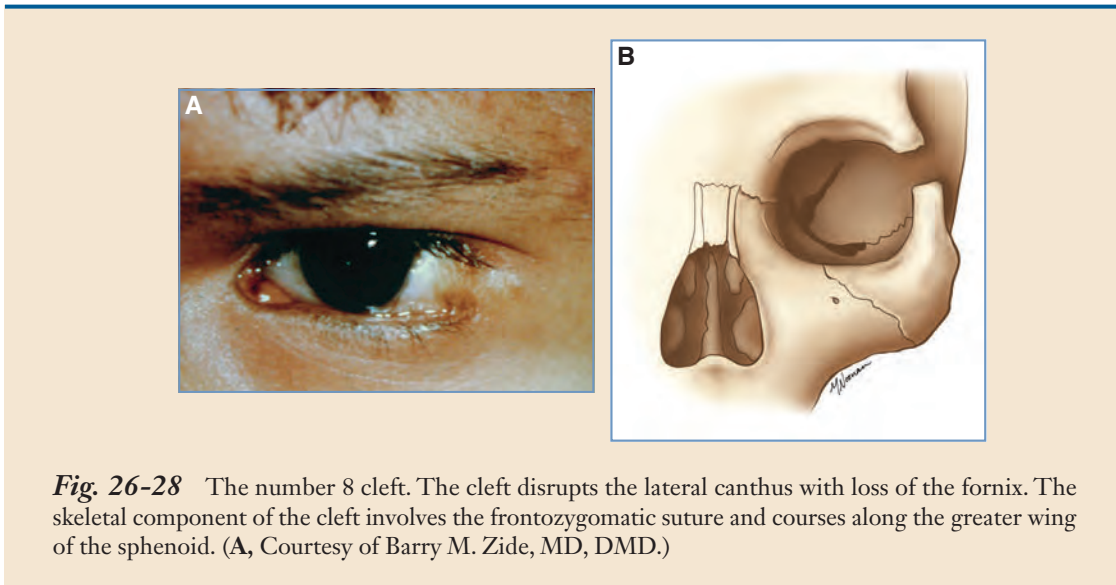 A
B
Fig. 26-28 The number 8 cleft. The cleft disrupts the lateral canthus with loss of the fornix. The
skeletal component of the cleft involves the frontozygomatic suture and courses along the greater wing
of the sphenoid. (A, Courtesy of Barry M. Zide, MD, DMD.)